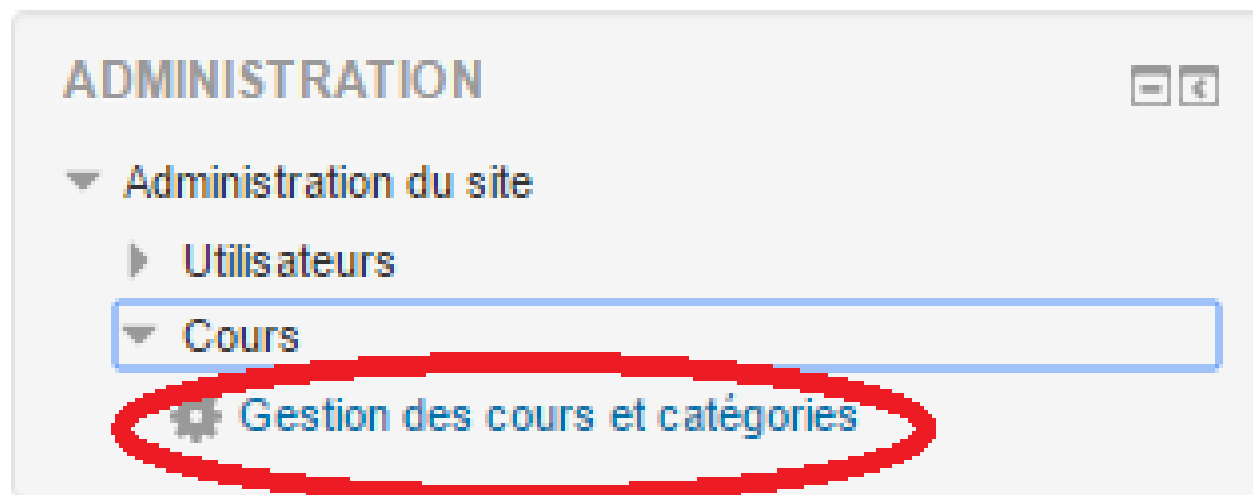 ADMINISTRATION
Administration du site
Utilisateurs
Cours
Gestion des cours et catégories